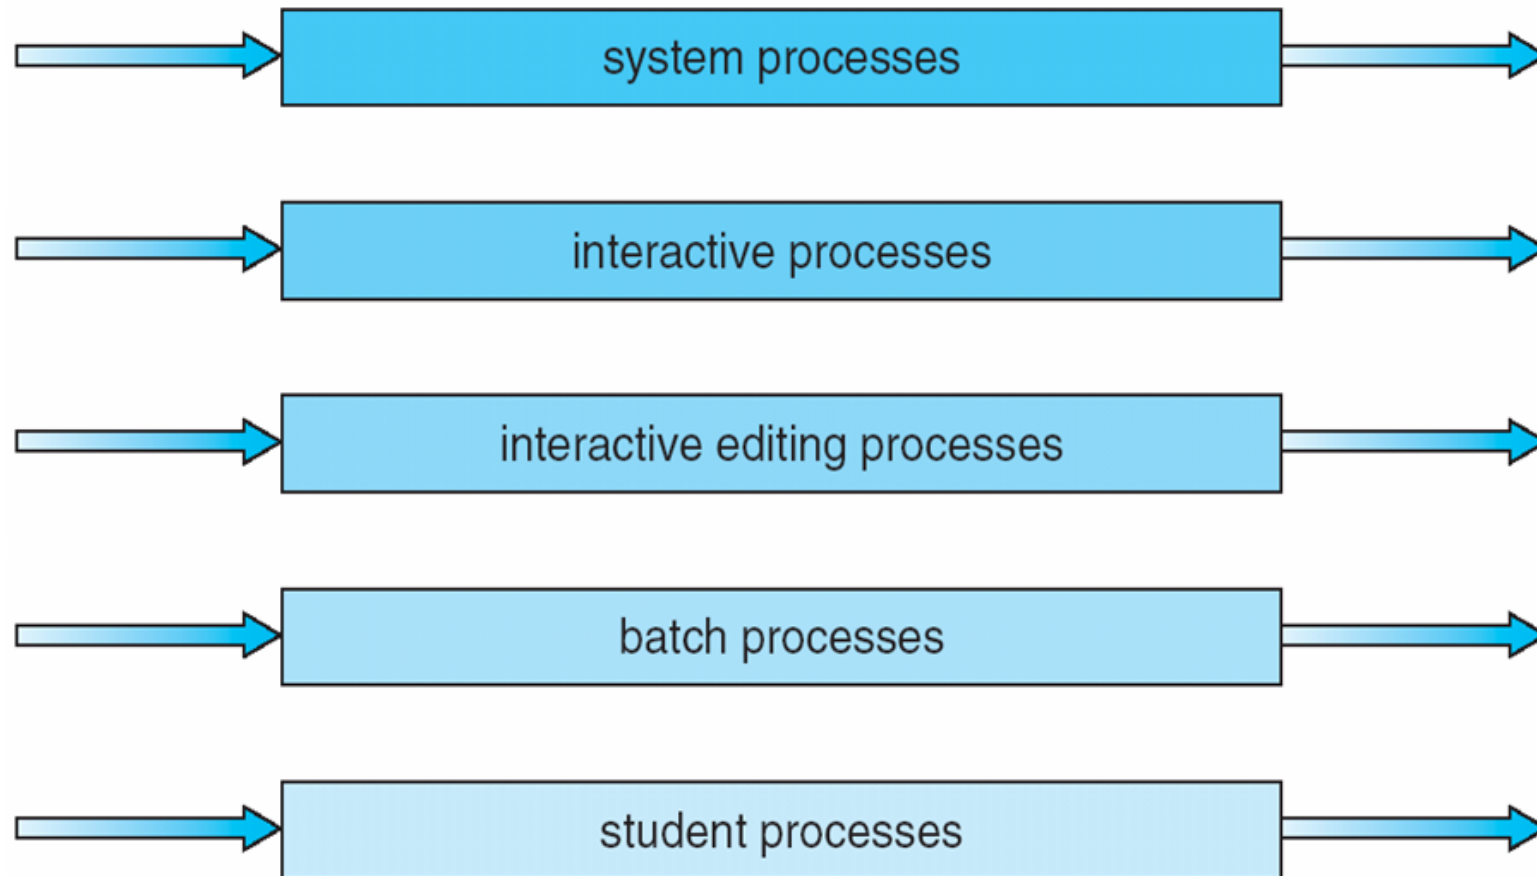 system processes
interactive processes
interactive editing processes
batch processes
student processes